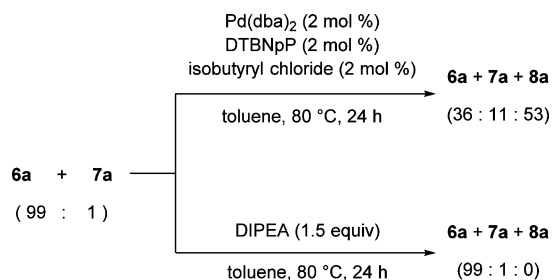 Pd(dba)2 (2 mol %)
DTBNpP (2 mol %)
isobutyryl chloride (2 mol %)
toluene, 80 °C, 24 h
6a + 7a + 8a
(36 : 11 : 53)
6a + 7a
( 99 : 1 )
DIPEA (1.5 equiv)
toluene, 80 °C, 24 h
6a + 7a + 8a
(99 : 1 : 0)